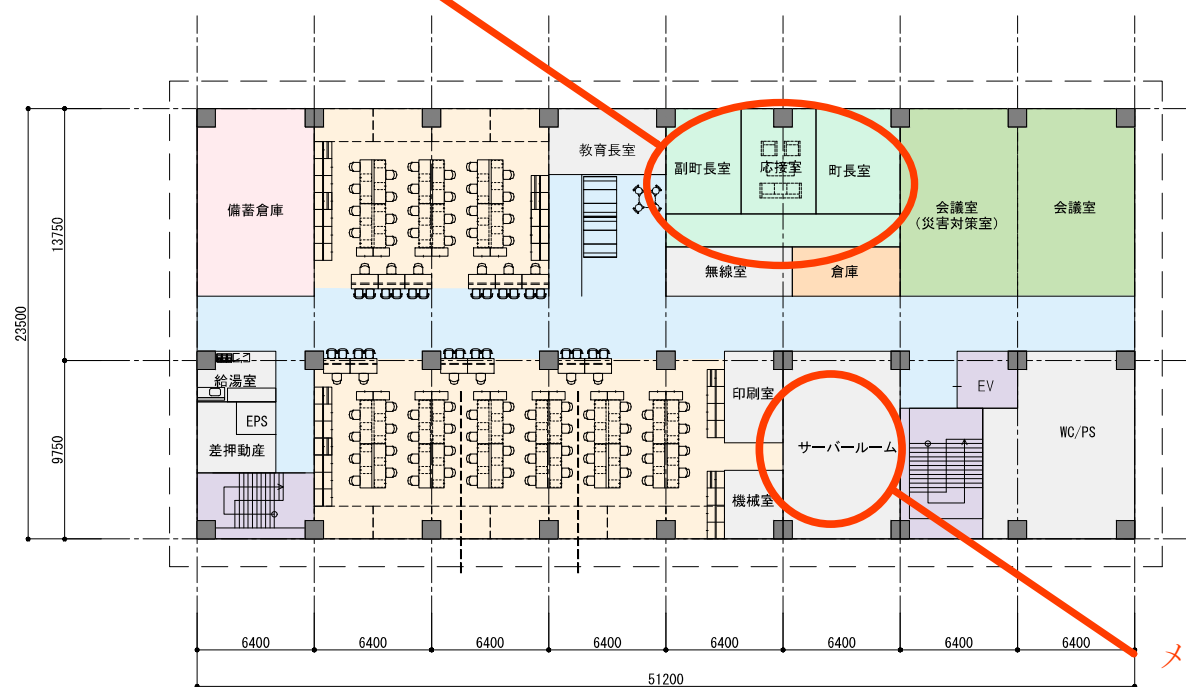 教育長室
副町長室
応接室
町長室
備蓄倉庫
会議室
(災害対策室)
会議室
無線室
倉庫
13750
23500
9750
給湯室
EPS
差押動産
印刷室
サーバールーム
機械室
EV
WC/PS
6400
6400
6400
6400
6400
6400
6400
6400
51200
メ